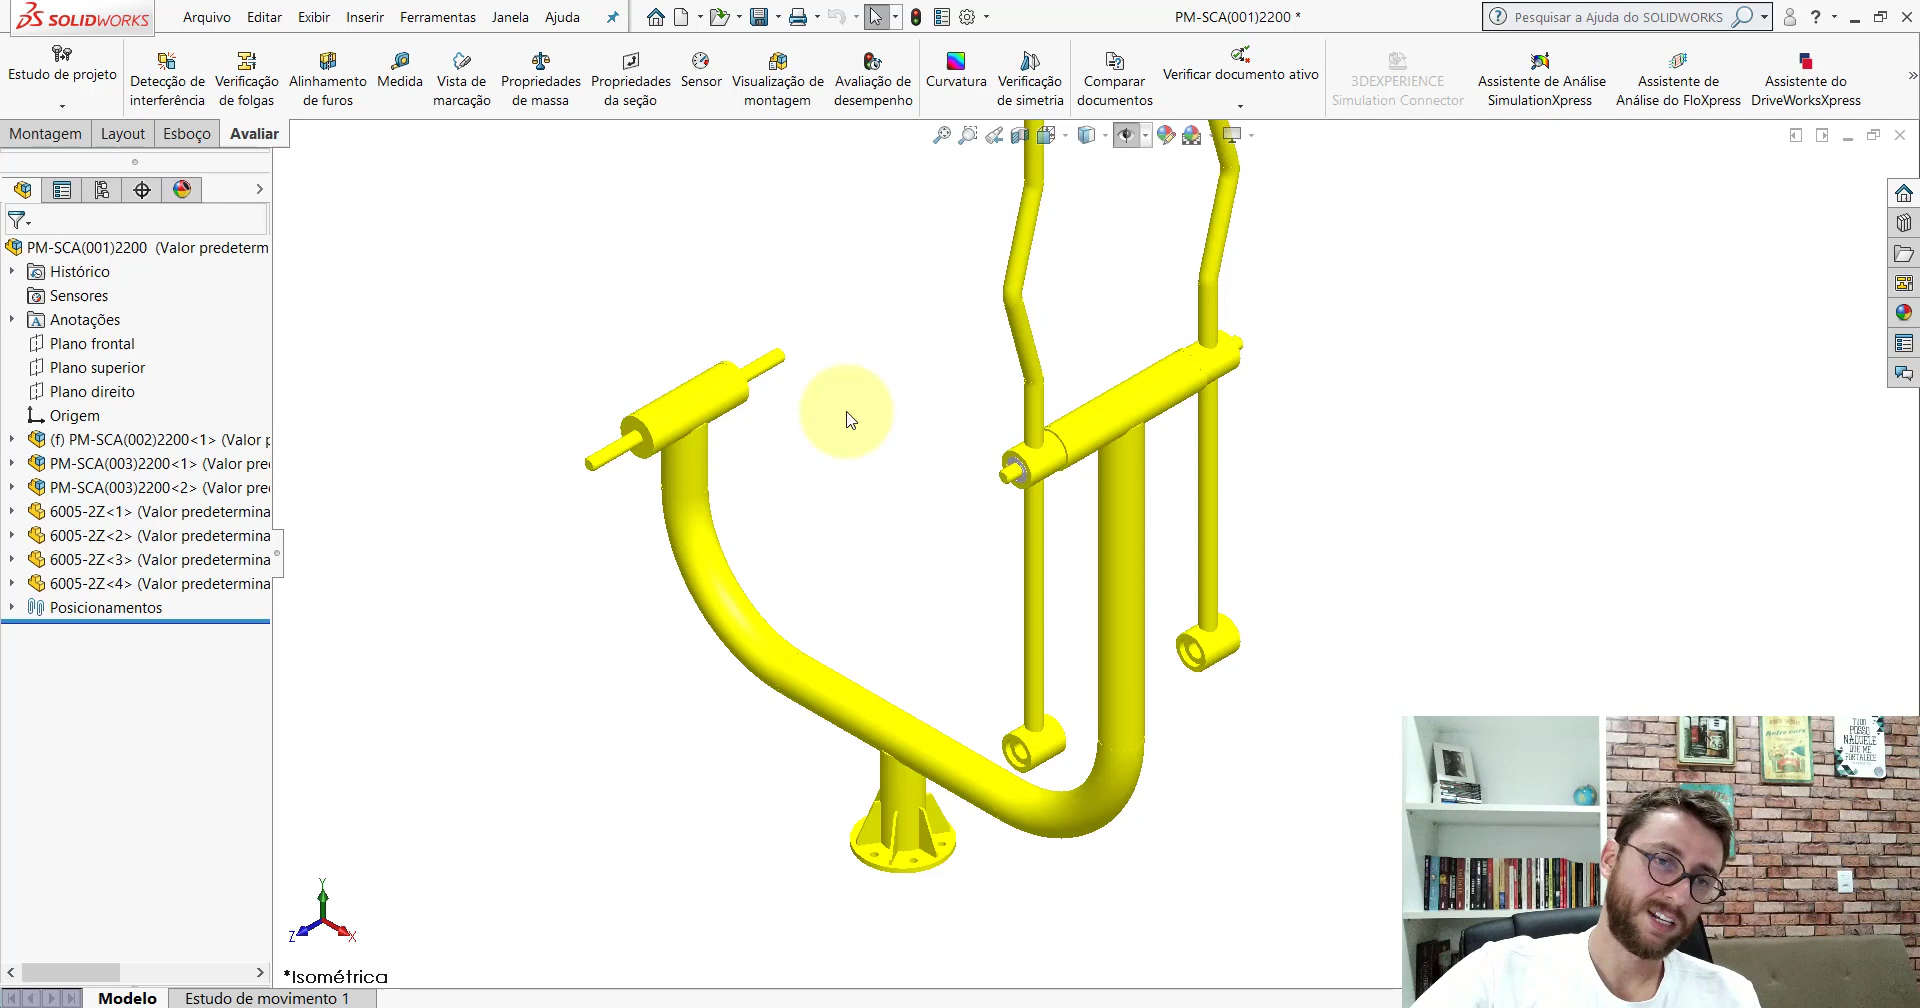 SOLIDWORKS
Arquivo Editar Exibir Inserir Ferramentas Janela Ajuda
PM-SCA(001)2200 *
Pesquisar a Ajuda do SOLIDWORKS
Estudo de projeto
Detecção de interferência
Verificação de folgas
Alinhamento de furos
Medida
Vista de marcação
Propriedades de massa
Propriedades da seção
Sensor
Visualização de montagem
Avaliação de desempenho
Curvatura
Verificação de simetria
Comparar documentos
Verificar documento ativo
3DEXPERIENCE Simulation Connector
Assistente de Análise SimulationXpress
Assistente de Análise do FloXpress
Assistente do DriveWorksXpress
Montagem Layout Esboço Avaliar
PM-SCA(001)2200 (Valor predeterm
Histórico
Sensores
Anotações
Plano frontal
Plano superior
Plano direito
Origem
(f) PM-SCA(002)2200<1> (Valor p
PM-SCA(003)2200<1> (Valor pre
PM-SCA(003)2200<2> (Valor pre
6005-2Z<1> (Valor predetermina
6005-2Z<2> (Valor predetermina
6005-2Z<3> (Valor predetermina
6005-2Z<4> (Valor predetermina
Posicionamentos
Y
Z
X
*Isométrica
Modelo Estudo de movimento 1
TUDO
POSSO
NAQUELE
QUE ME
FORTALECE